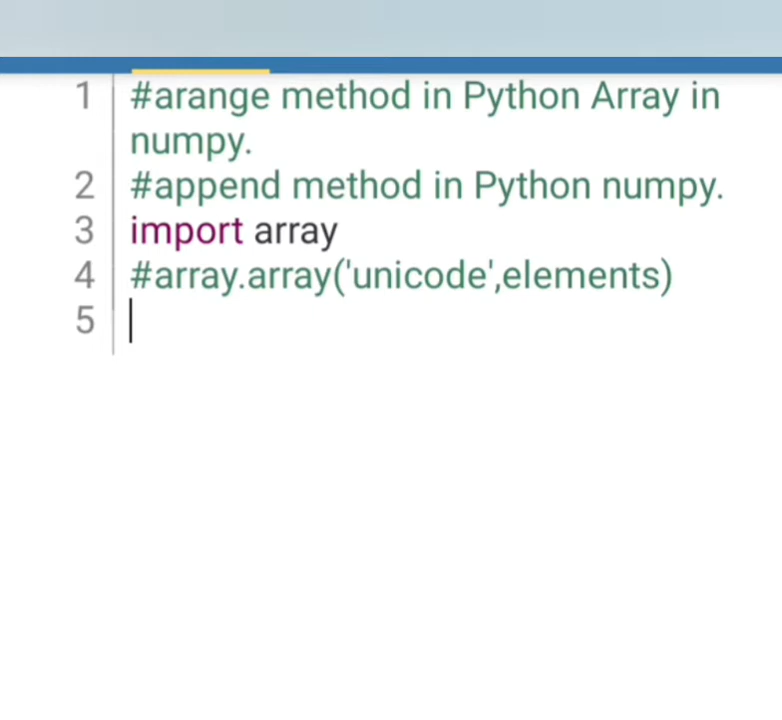 1 #arange method in Python Array in
numpy.
2 #append method in Python numpy.
3 import array
4 #array.array('unicode',elements)
5